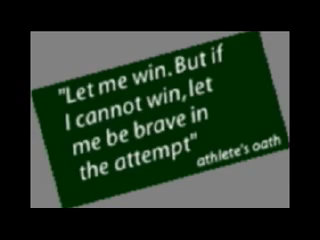 "Let me win. But if
I cannot win, let
me be brave in
the attempt"
athlete's oath